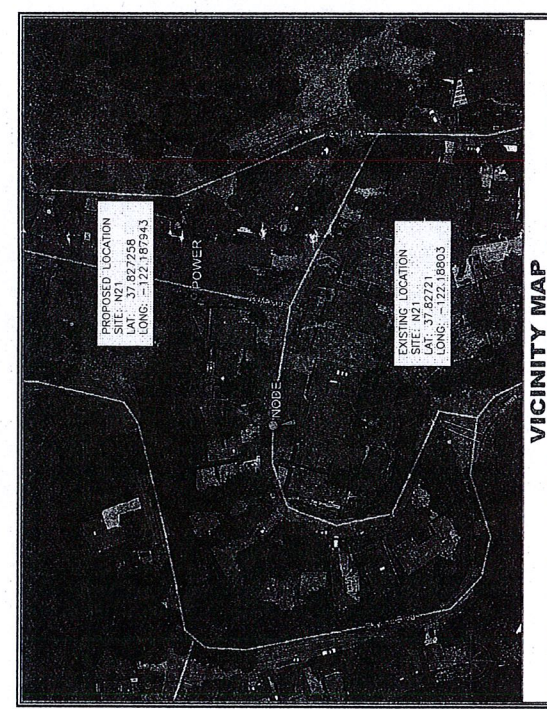 PROPOSED LOCATION
SITE: N21
LAT: 37.827258
LONG: -122.187943
POWER
NODE
EXISTING LOCATION
SITE: N21
LAT: 37.82721
LONG: -122.18803
VICINITY MAP